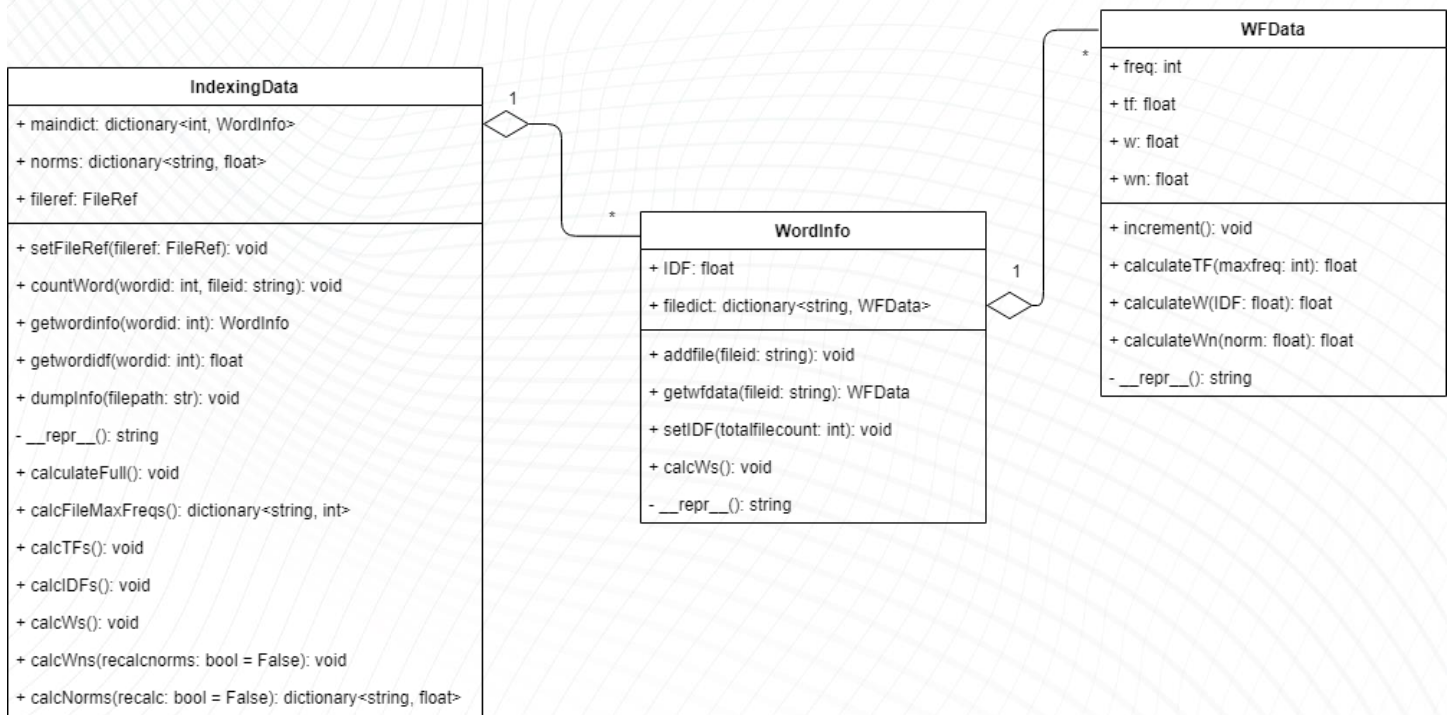 IndexingData
+ maindict: dictionary<int, WordInfo>
+ norms: dictionary<string, float>
+ fileref: FileRef
+ setFileRef(fileref: FileRef): void
+ countWord(wordid: int, fileid: string): void
+ getwordinfo(wordid: int): WordInfo
+ getwordidf(wordid: int): float
+ dumpInfo(filepath: str): void
- __repr__(): string
+ calculateFull(): void
+ calcFileMaxFreqs(): dictionary<string, int>
+ calcTFs(): void
+ calcIDFs(): void
+ calcWs(): void
+ calcWns(recalcnorms: bool = False): void
+ calcNorms(recalc: bool = False): dictionary<string, float>
1
*
WordInfo
+ IDF: float
+ filedict: dictionary<string, WFData>
+ addfile(fileid: string): void
+ getwfdata(fileid: string): WFData
+ setIDF(totalfilecount: int): void
+ calcWs(): void
- __repr__(): string
1
*
WFData
+ freq: int
+ tf: float
+ w: float
+ wn: float
+ increment(): void
+ calculateTF(maxfreq: int): float
+ calculateW(IDF: float): float
+ calculateWn(norm: float): float
- __repr__(): string